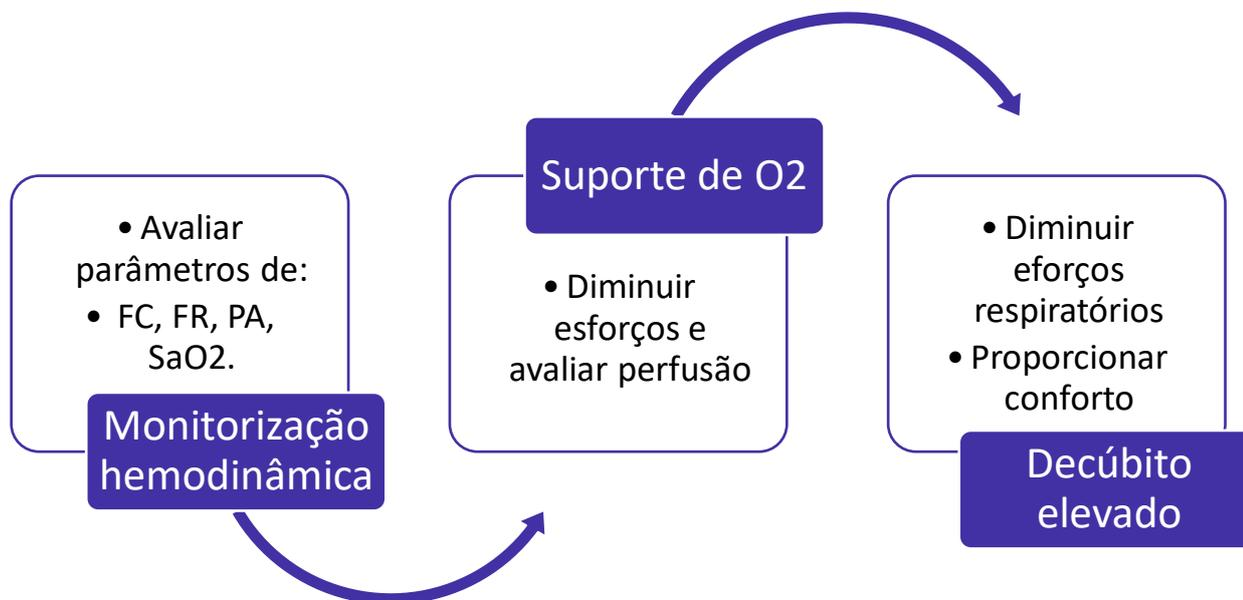 • Avaliar
parâmetros de:
• FC, FR, PA,
SaO2.
Monitorização
hemodinâmica
Suporte de O2
• Diminuir
esforços e
avaliar perfusão
• Diminuir
eforços
respiratórios
• Proporcionar
conforto
Decúbito
elevado